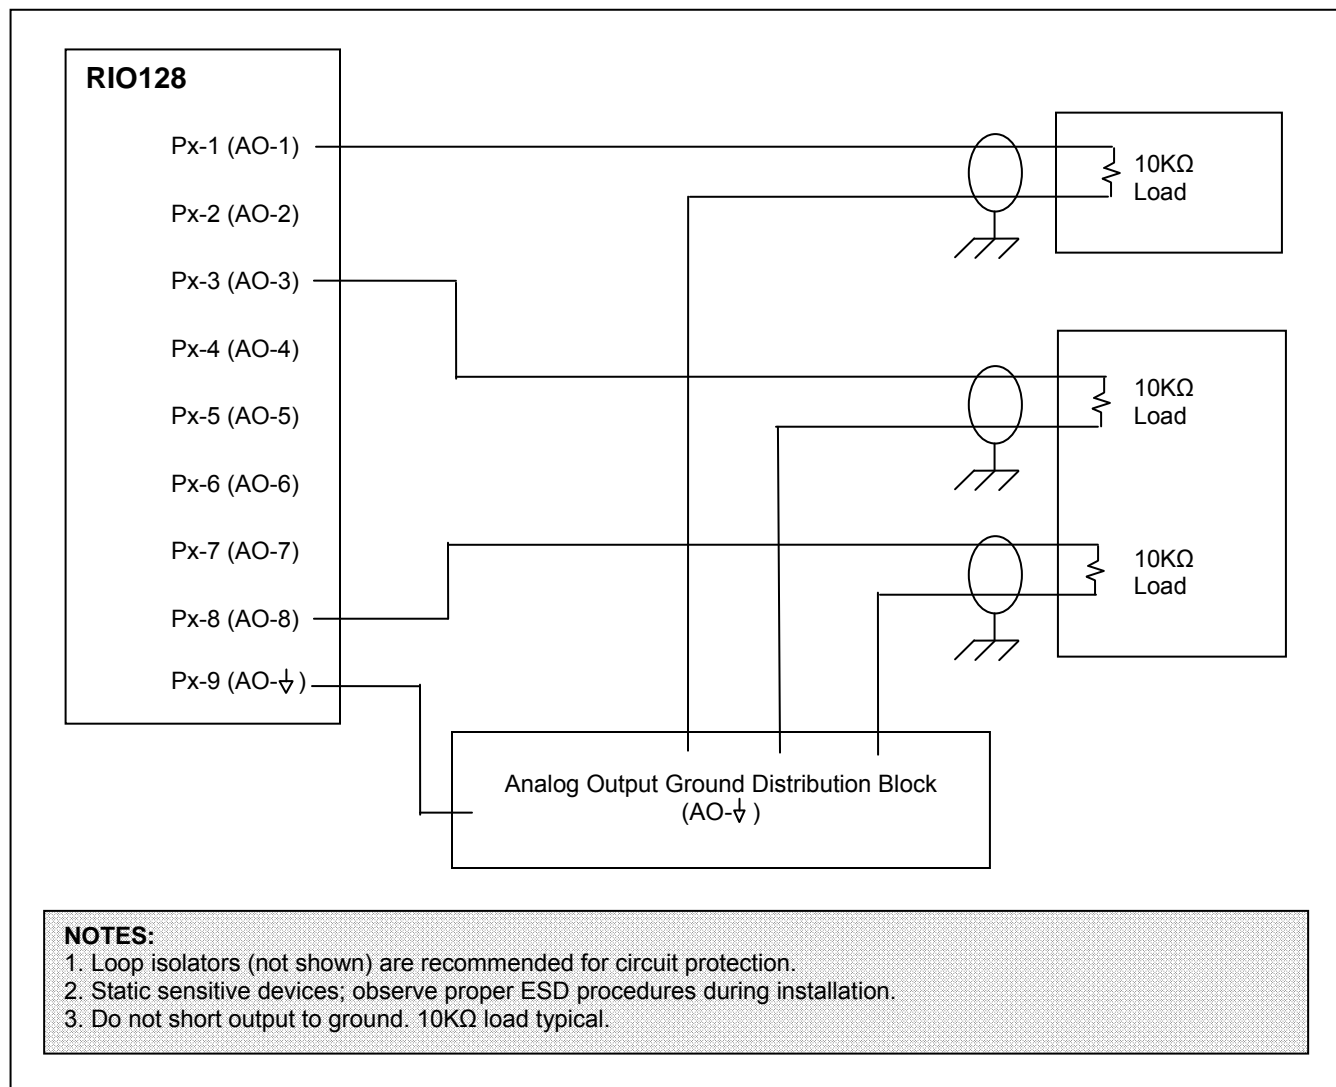 RIO128
Px-1 (AO-1)
Px-2 (AO-2)
Px-3 (AO-3)
Px-4 (AO-4)
Px-5 (AO-5)
Px-6 (AO-6)
Px-7 (AO-7)
Px-8 (AO-8)
Px-9 (AO-⏚)
10KΩ
Load
10KΩ
Load
10KΩ
Load
Analog Output Ground Distribution Block
(AO-⏚)
NOTES:
1. Loop isolators (not shown) are recommended for circuit protection.
2. Static sensitive devices; observe proper ESD procedures during installation.
3. Do not short output to ground. 10KΩ load typical.